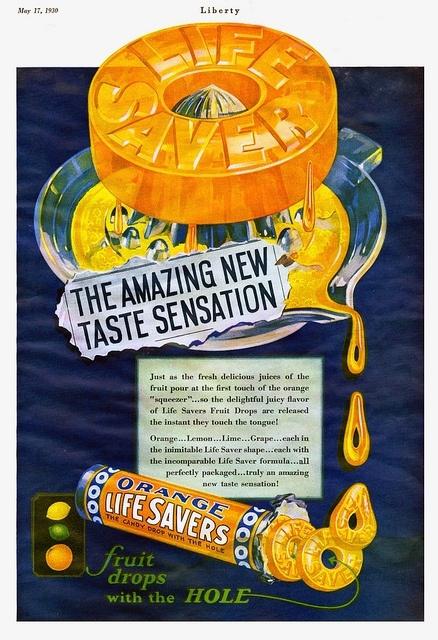 May 17, 1930
Liberty
LIFE
SAVER
THE AMAZING NEW
TASTE SENSATION
Just as the fresh delicious juices of the
fruit pour at the first touch of the orange
"squeezer"...so the delightful juicy flavor
of Life Savers Fruit Drops are released
the instant they touch the tongue!
Orange...Lemon...Lime...Grape...each in
the inimitable Life Saver shape...each with
the incomparable Life Saver formula...all
perfectly packaged...truly an amazing
new taste sensation!
ORANGE
LIFE SAVERS
THE CANDY DROP WITH THE HOLE
fruit
drops
with the HOLE